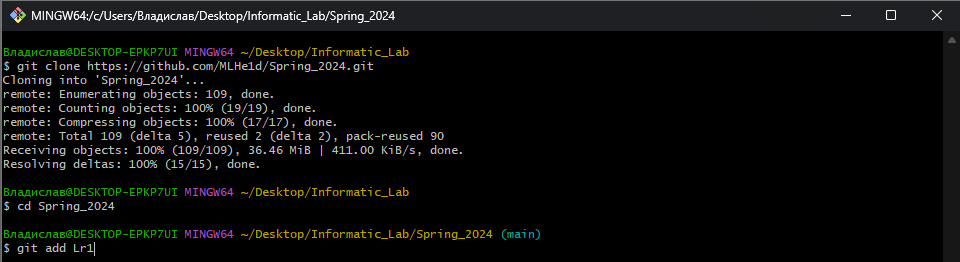 MINGW64:/c/Users/Владислав/Desktop/Informatic_Lab/Spring_2024
Владислав@DESKTOP-EPKP7UI MINGW64 ~/Desktop/Informatic_Lab
$ git clone https://github.com/MLHe1d/Spring_2024.git
Cloning into 'Spring_2024'...
remote: Enumerating objects: 109, done.
remote: Counting objects: 100% (19/19), done.
remote: Compressing objects: 100% (17/17), done.
remote: Total 109 (delta 5), reused 2 (delta 2), pack-reused 90
Receiving objects: 100% (109/109), 36.46 MiB | 411.00 KiB/s, done.
Resolving deltas: 100% (15/15), done.
Владислав@DESKTOP-EPKP7UI MINGW64 ~/Desktop/Informatic_Lab
$ cd Spring_2024
Владислав@DESKTOP-EPKP7UI MINGW64 ~/Desktop/Informatic_Lab/Spring_2024 (main)
$ git add Lr1